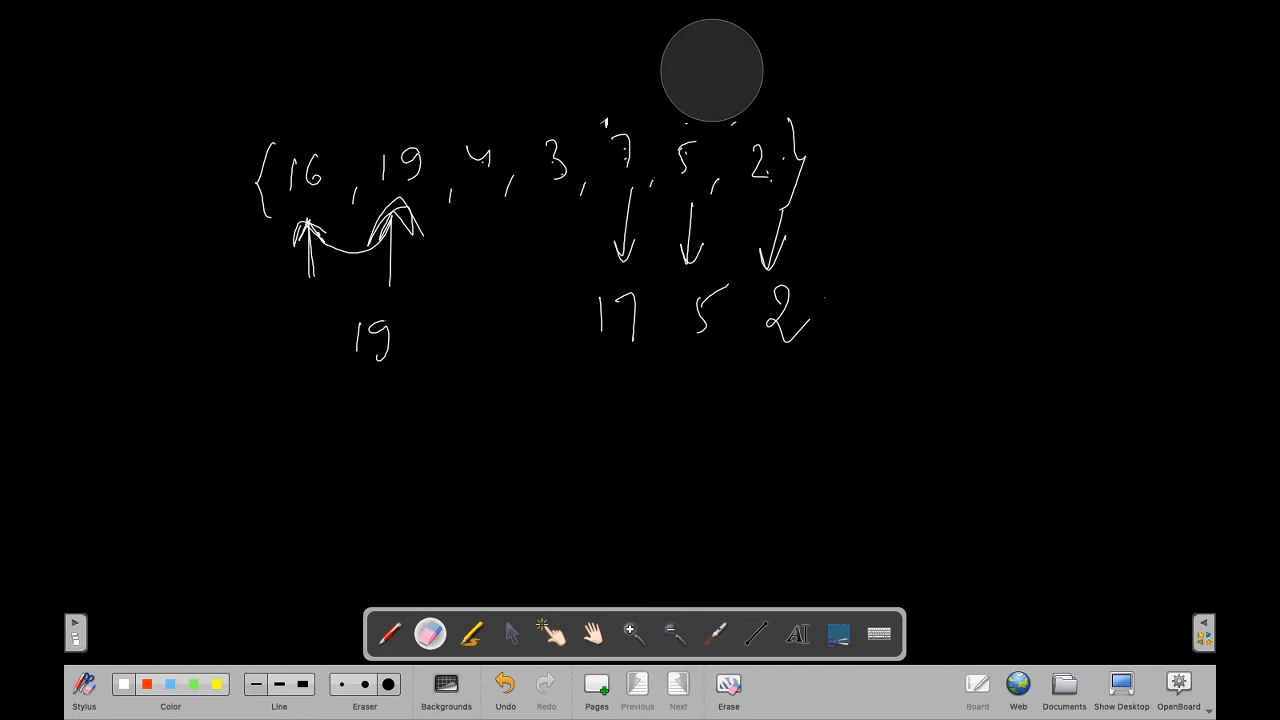 {16, 19, 4, 3, 7, 5, 2}
17 5 2
19
Stylus Color Line Eraser Backgrounds Undo Redo Pages Previous Next Erase Board Web Documents Show Desktop OpenBoard